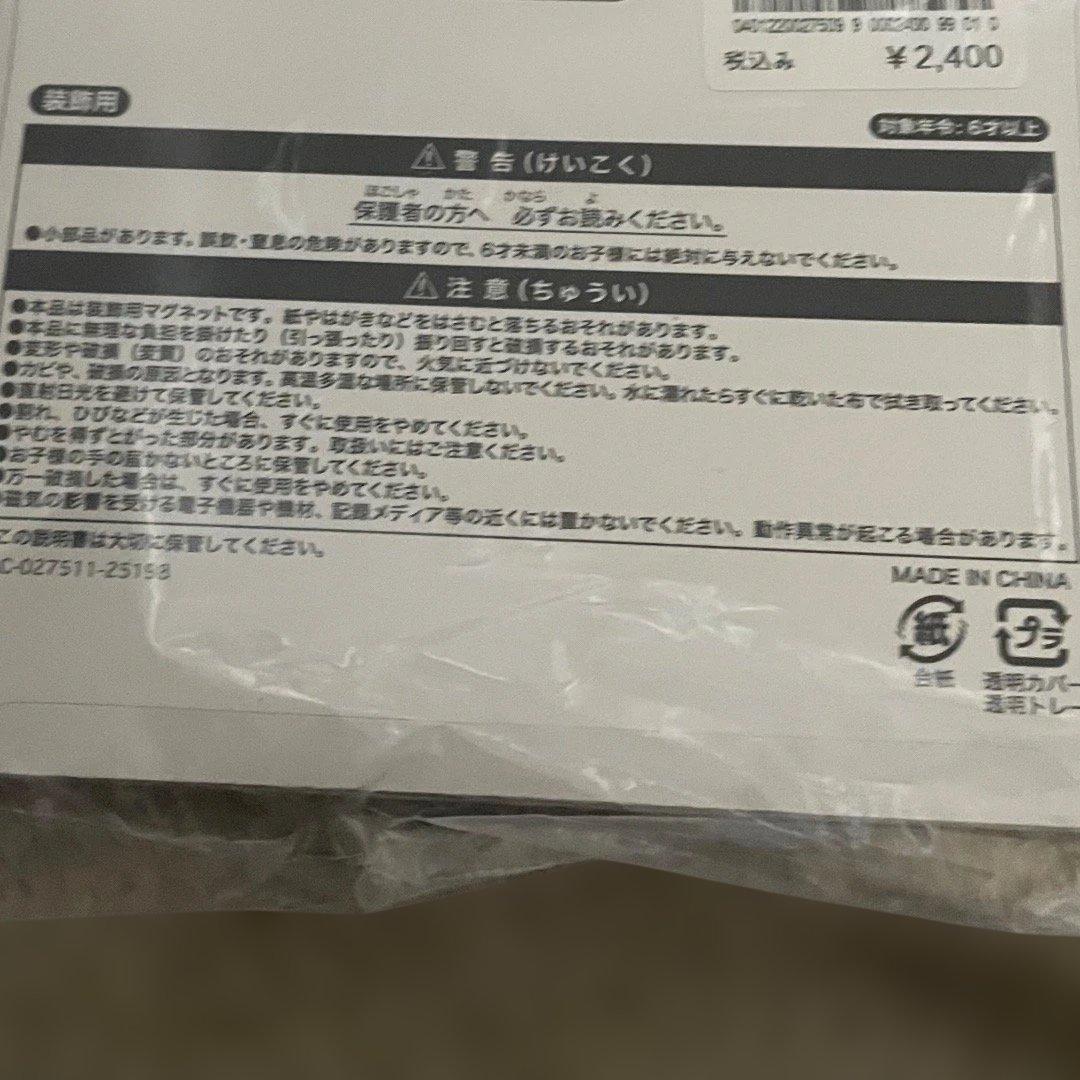 税込み ¥2,400
装飾用
対象年令:6才以上
警告(けいこく)
ほごしゃ かた かなら よ
保護者の方へ 必ずお読みください。
●小部品があります。誤飲・窒息の危険がありますので、6才未満のお子様には絶対に与えないでください。
注意(ちゅうい)
●本品は装飾用マグネットです。紙やはがきなどをはさむと落ちるおそれがあります。
●本品に無理な負担を掛けたり(引っ張ったり)振り回すと破損するおそれがあります。
●変形や破損(変質)のおそれがありますので、火気に近づけないでください。
●カビや、破損の原因となります。高温多湿な場所に保管しないでください。水に濡れたらすぐに乾いた布で拭き取ってください。
●直射日光を避けて保管してください。
●割れ、ひびなどが生じた場合、すぐに使用をやめてください。
●やむを得ずとがった部分があります。取扱いにはご注意ください。
●お子様の手の届かないところに保管してください。
●万一破損した場合は、すぐに使用をやめてください。
●磁気の影響を受ける電子機器や機材、記録メディア等の近くには置かないでください。動作異常が起こる場合があります。
この説明書は大切に保管してください。
C-027511-25198
MADE IN CHINA
紙 プラ
台紙 透明カバー
透明トレー